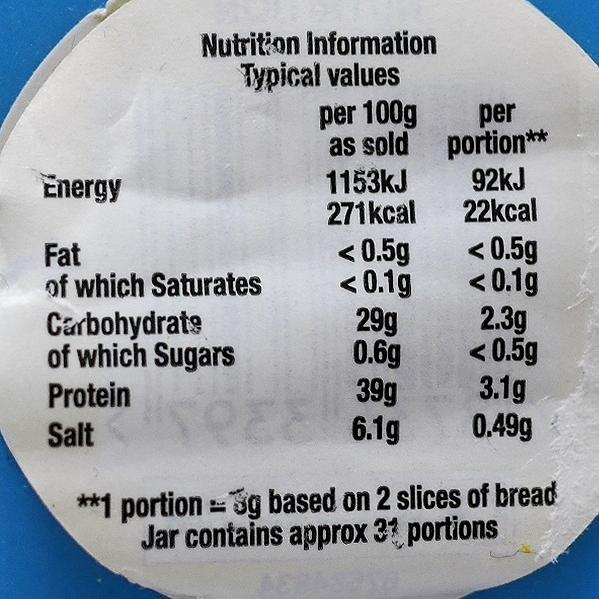 Nutrition Information
Typical values
per 100g per
as sold portion**
Energy 1153kJ 92kJ
271kcal 22kcal
Fat < 0.5g < 0.5g
of which Saturates < 0.1g < 0.1g
Carbohydrate 29g 2.3g
of which Sugars 0.6g < 0.5g
Protein 39g 3.1g
Salt 6.1g 0.49g
**1 portion = 8g based on 2 slices of bread
Jar contains approx 31 portions